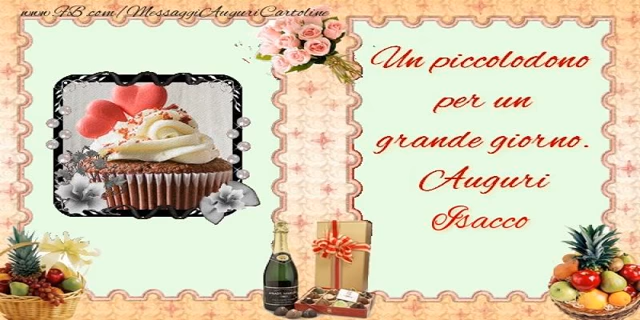 www.FB.com/MessaggiAuguriCartoline
Un piccolodono
per un
grande giorno.
Auguri
Isacco